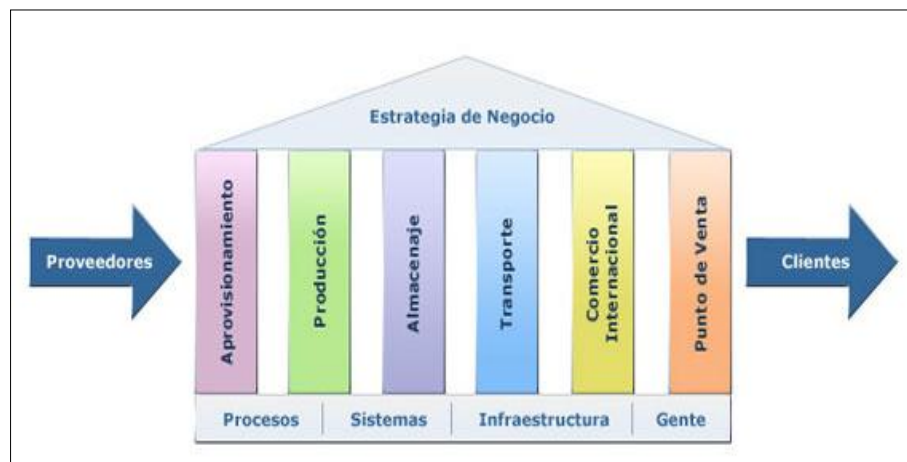 Estrategia de Negocio
Proveedores
Aprovisionamiento
Producción
Almacenaje
Transporte
Comercio
Internacional
Punto de Venta
Clientes
Procesos
Sistemas
Infraestructura
Gente